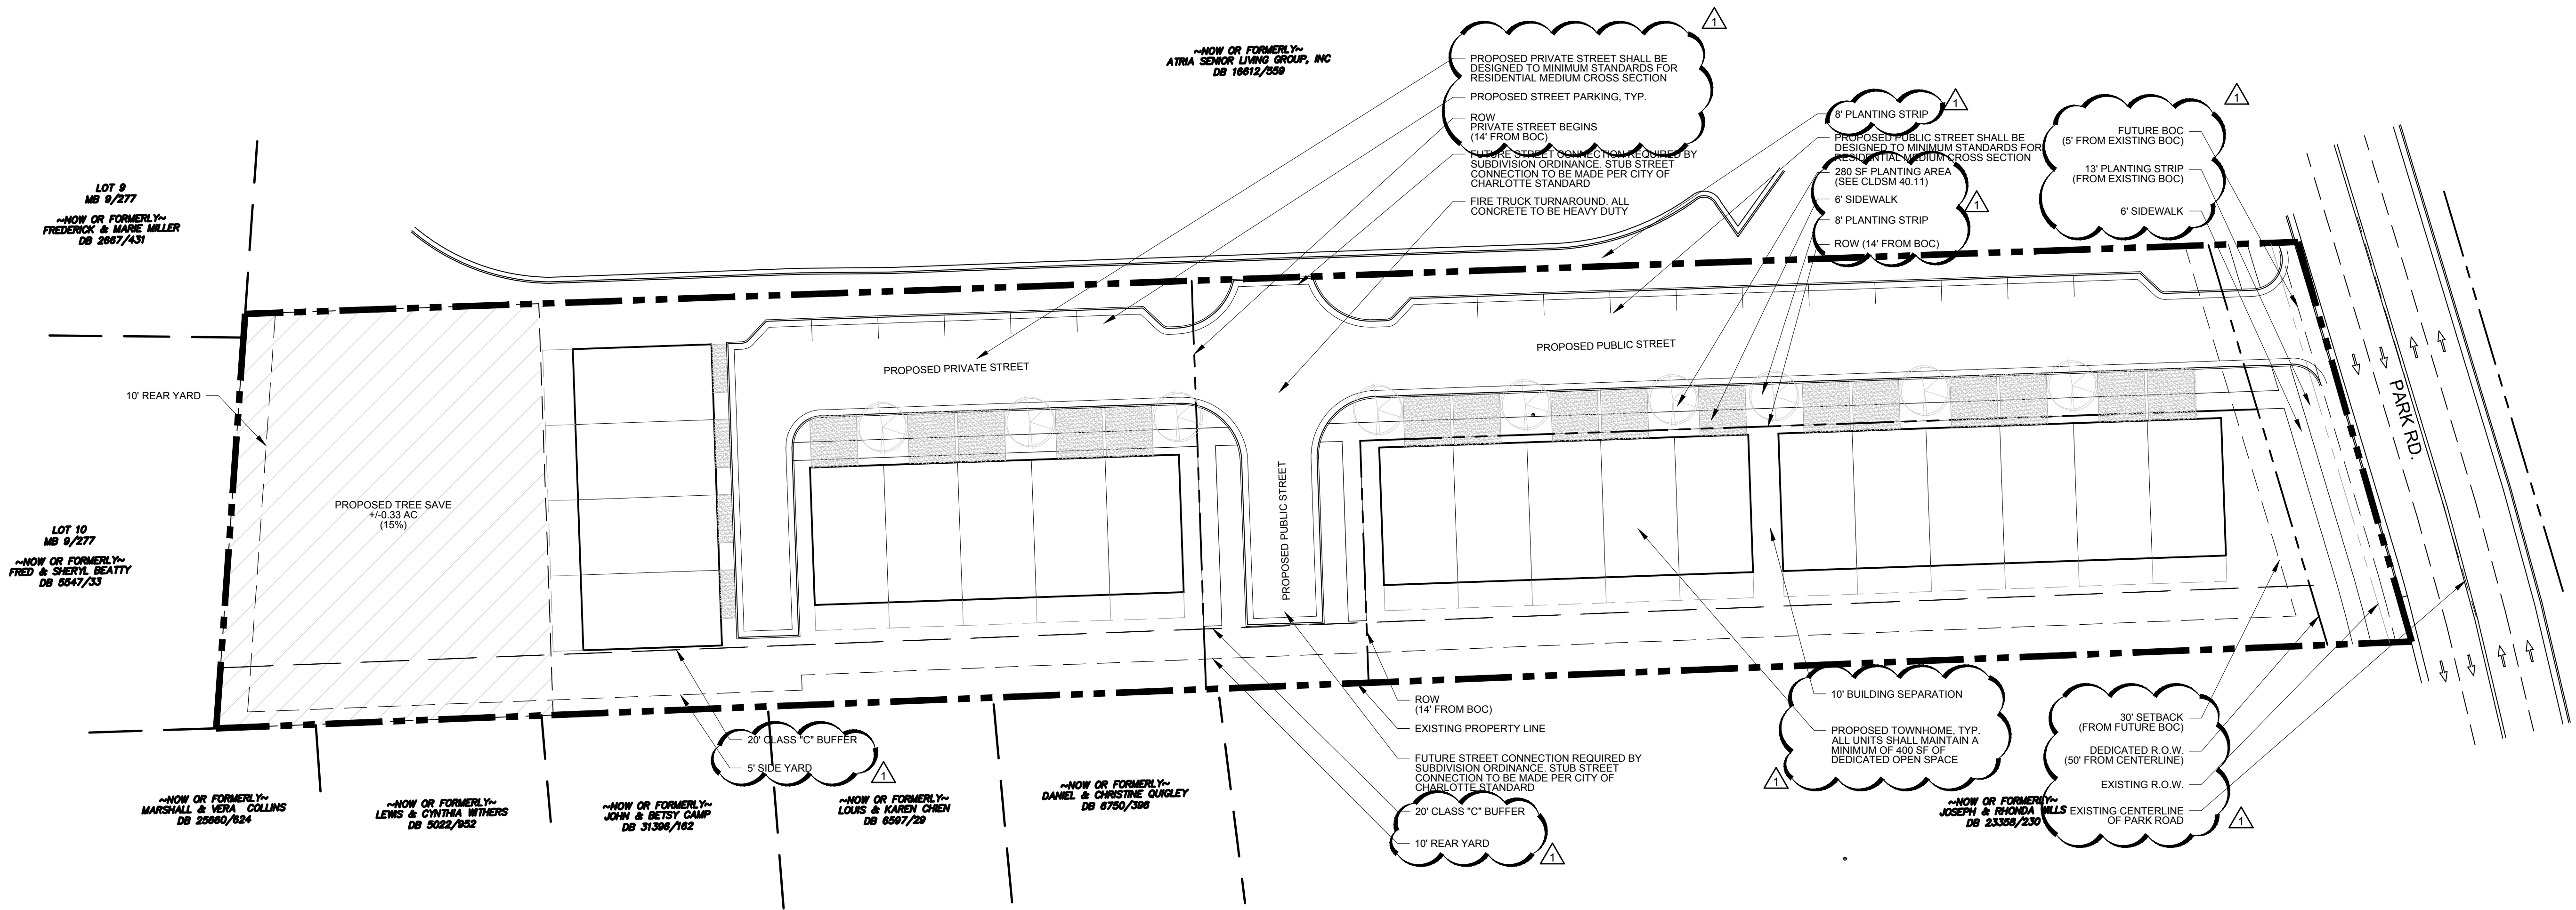 ~NOW OR FORMERLY~
ATRIA SENIOR LIVING GROUP, INC
DB 16612/559
1
PROPOSED PRIVATE STREET SHALL BE
DESIGNED TO MINIMUM STANDARDS FOR
RESIDENTIAL MEDIUM CROSS SECTION
PROPOSED STREET PARKING, TYP.
ROW
PRIVATE STREET BEGINS
(14' FROM BOC)
FUTURE STREET CONNECTION REQUIRED BY
SUBDIVISION ORDINANCE. STUB STREET
CONNECTION TO BE MADE PER CITY OF
CHARLOTTE STANDARD
FIRE TRUCK TURNAROUND. ALL
CONCRETE TO BE HEAVY DUTY
8' PLANTING STRIP
1
PROPOSED PUBLIC STREET SHALL BE
DESIGNED TO MINIMUM STANDARDS FOR
RESIDENTIAL MEDIUM CROSS SECTION
280 SF PLANTING AREA
(SEE CLDSM 40.11)
6' SIDEWALK
8' PLANTING STRIP
ROW (14' FROM BOC)
1
1
FUTURE BOC
(5' FROM EXISTING BOC)
13' PLANTING STRIP
(FROM EXISTING BOC)
6' SIDEWALK
LOT 9
MB 9/277
~NOW OR FORMERLY~
FREDERICK & MARIE MILLER
DB 2667/431
10' REAR YARD
PROPOSED PRIVATE STREET
PROPOSED PUBLIC STREET
PARK RD.
PROPOSED TREE SAVE
+/-0.33 AC
(15%)
PROPOSED PUBLIC STREET
LOT 10
MB 9/277
~NOW OR FORMERLY~
FRED & SHERYL BEATTY
DB 5547/33
20' CLASS "C" BUFFER
5' SIDE YARD
1
ROW
(14' FROM BOC)
EXISTING PROPERTY LINE
FUTURE STREET CONNECTION REQUIRED BY
SUBDIVISION ORDINANCE. STUB STREET
CONNECTION TO BE MADE PER CITY OF
CHARLOTTE STANDARD
20' CLASS "C" BUFFER
10' REAR YARD
1
10' BUILDING SEPARATION
PROPOSED TOWNHOME, TYP.
ALL UNITS SHALL MAINTAIN A
MINIMUM OF 400 SF OF
DEDICATED OPEN SPACE
1
30' SETBACK
(FROM FUTURE BOC)
DEDICATED R.O.W.
(50' FROM CENTERLINE)
EXISTING R.O.W.
EXISTING CENTERLINE
OF PARK ROAD
1
~NOW OR FORMERLY~
MARSHALL & VERA COLLINS
DB 25660/624
~NOW OR FORMERLY~
LEWIS & CYNTHIA WITHERS
DB 5022/952
~NOW OR FORMERLY~
JOHN & BETSY CAMP
DB 31396/162
~NOW OR FORMERLY~
LOUIS & KAREN CHIEN
DB 6597/29
~NOW OR FORMERLY~
DANIEL & CHRISTINE QUIGLEY
DB 6750/396
~NOW OR FORMERLY~
JOSEPH & RHONDA MILLS
DB 23358/230